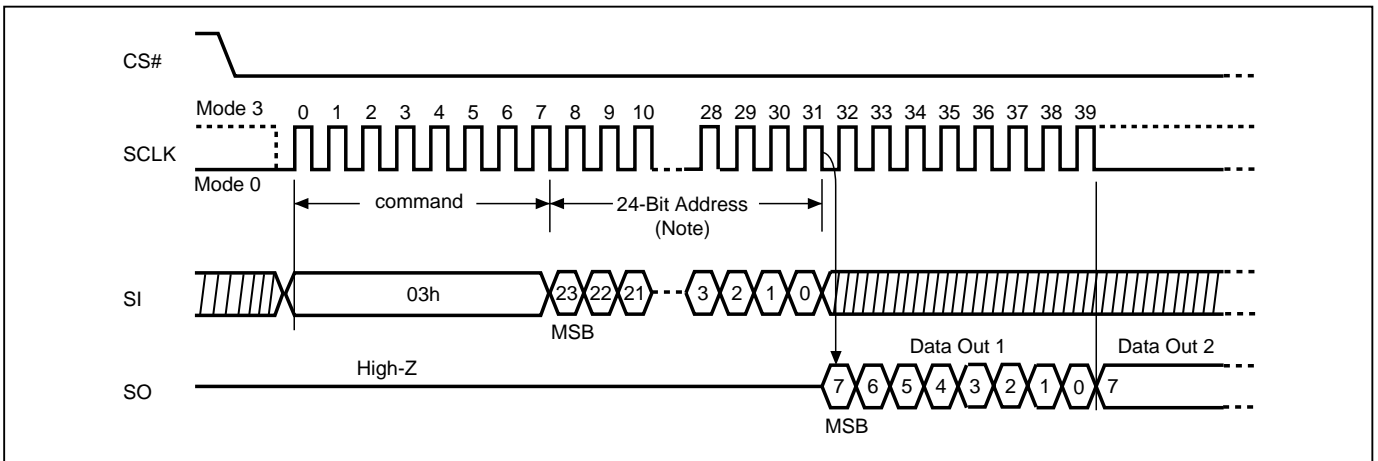 CS#
Mode 3
0 1 2 3 4 5 6 7 8 9 10 28 29 30 31 32 33 34 35 36 37 38 39
SCLK
Mode 0
command
24-Bit Address
(Note)
SI
03h
23 22 21 3 2 1 0
MSB
Data Out 1
Data Out 2
High-Z
SO
7 6 5 4 3 2 1 0 7
MSB